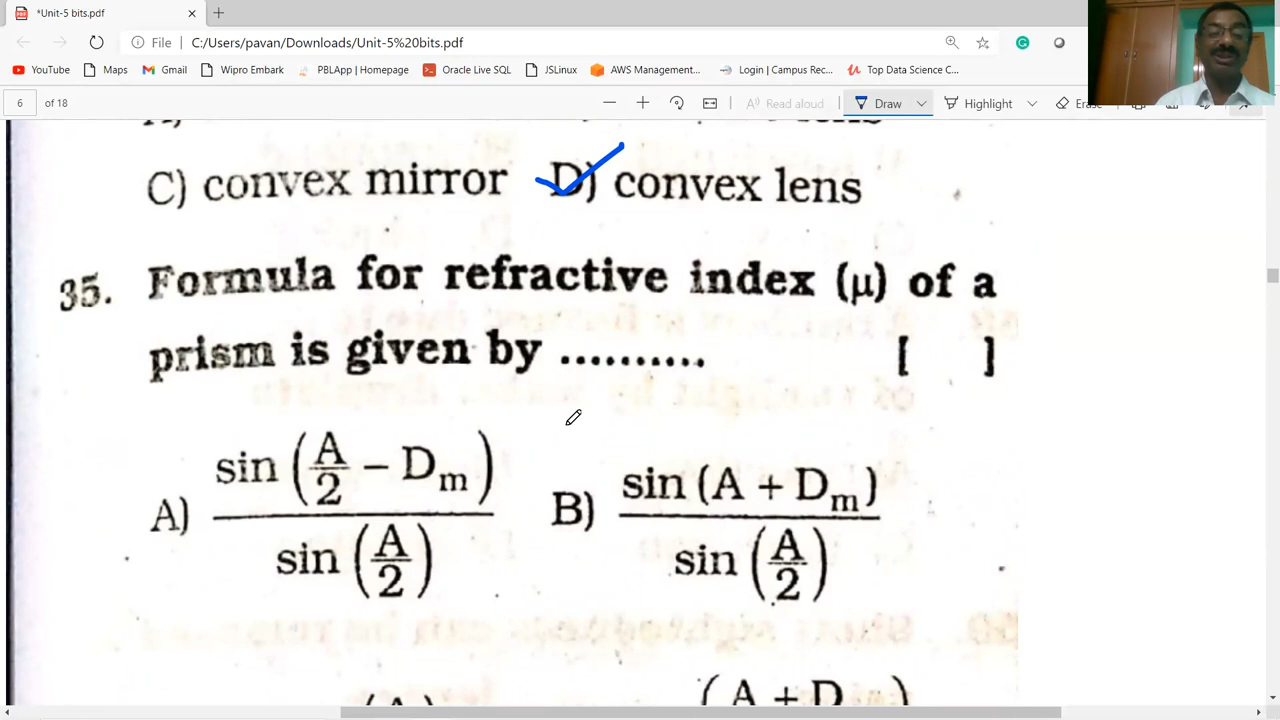 *Unit-5 bits.pdf
File C:/Users/pavan/Downloads/Unit-5%20bits.pdf
YouTube Maps Gmail Wipro Embark PBLApp | Homepage Oracle Live SQL JSLinux AWS Management... Login | Campus Rec... Top Data Science C...
6 of 18 Read aloud Draw Highlight Erase
C) convex mirror D) convex lens
35. Formula for refractive index (μ) of a
prism is given by .......... [ ]
A) sin (A/2 − Dm) / sin (A/2) B) sin (A + Dm) / sin (A/2)
(A + D